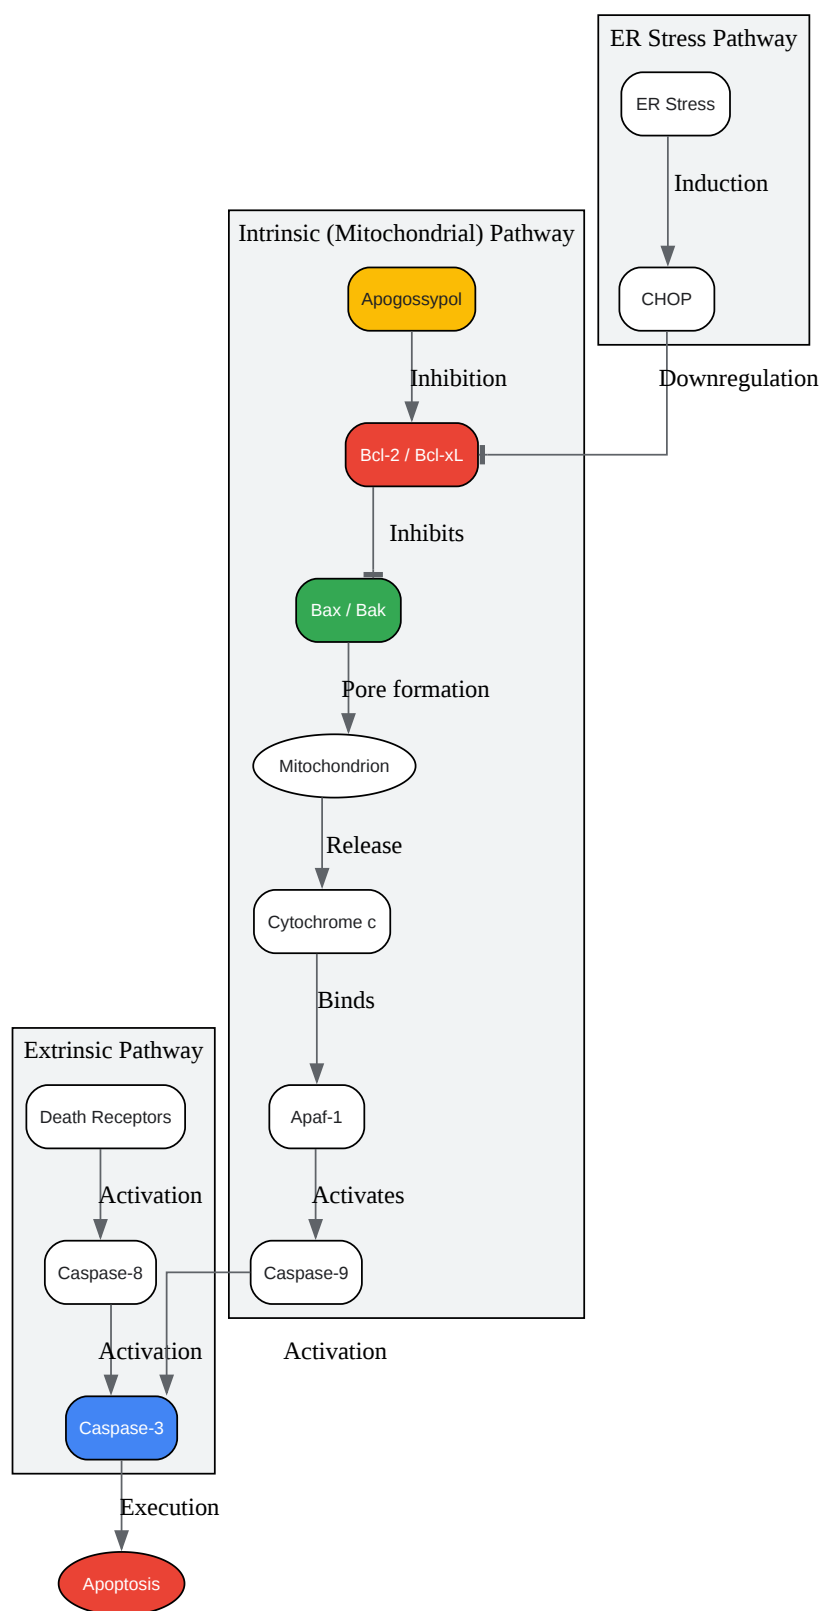 ER Stress Pathway
ER Stress
Induction
CHOP
Downregulation
Intrinsic (Mitochondrial) Pathway
Apogossypol
Inhibition
Bcl-2 / Bcl-xL
Inhibits
Bax / Bak
Pore formation
Mitochondrion
Release
Cytochrome c
Binds
Apaf-1
Activates
Caspase-9
Activation
Extrinsic Pathway
Death Receptors
Activation
Caspase-8
Activation
Caspase-3
Execution
Apoptosis